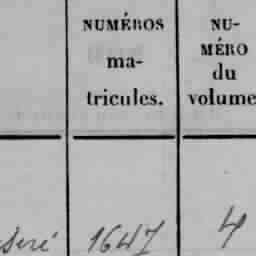 NUMÉROS
ma-
tricules.
NU-
MÉRO
du
volume
1647
4